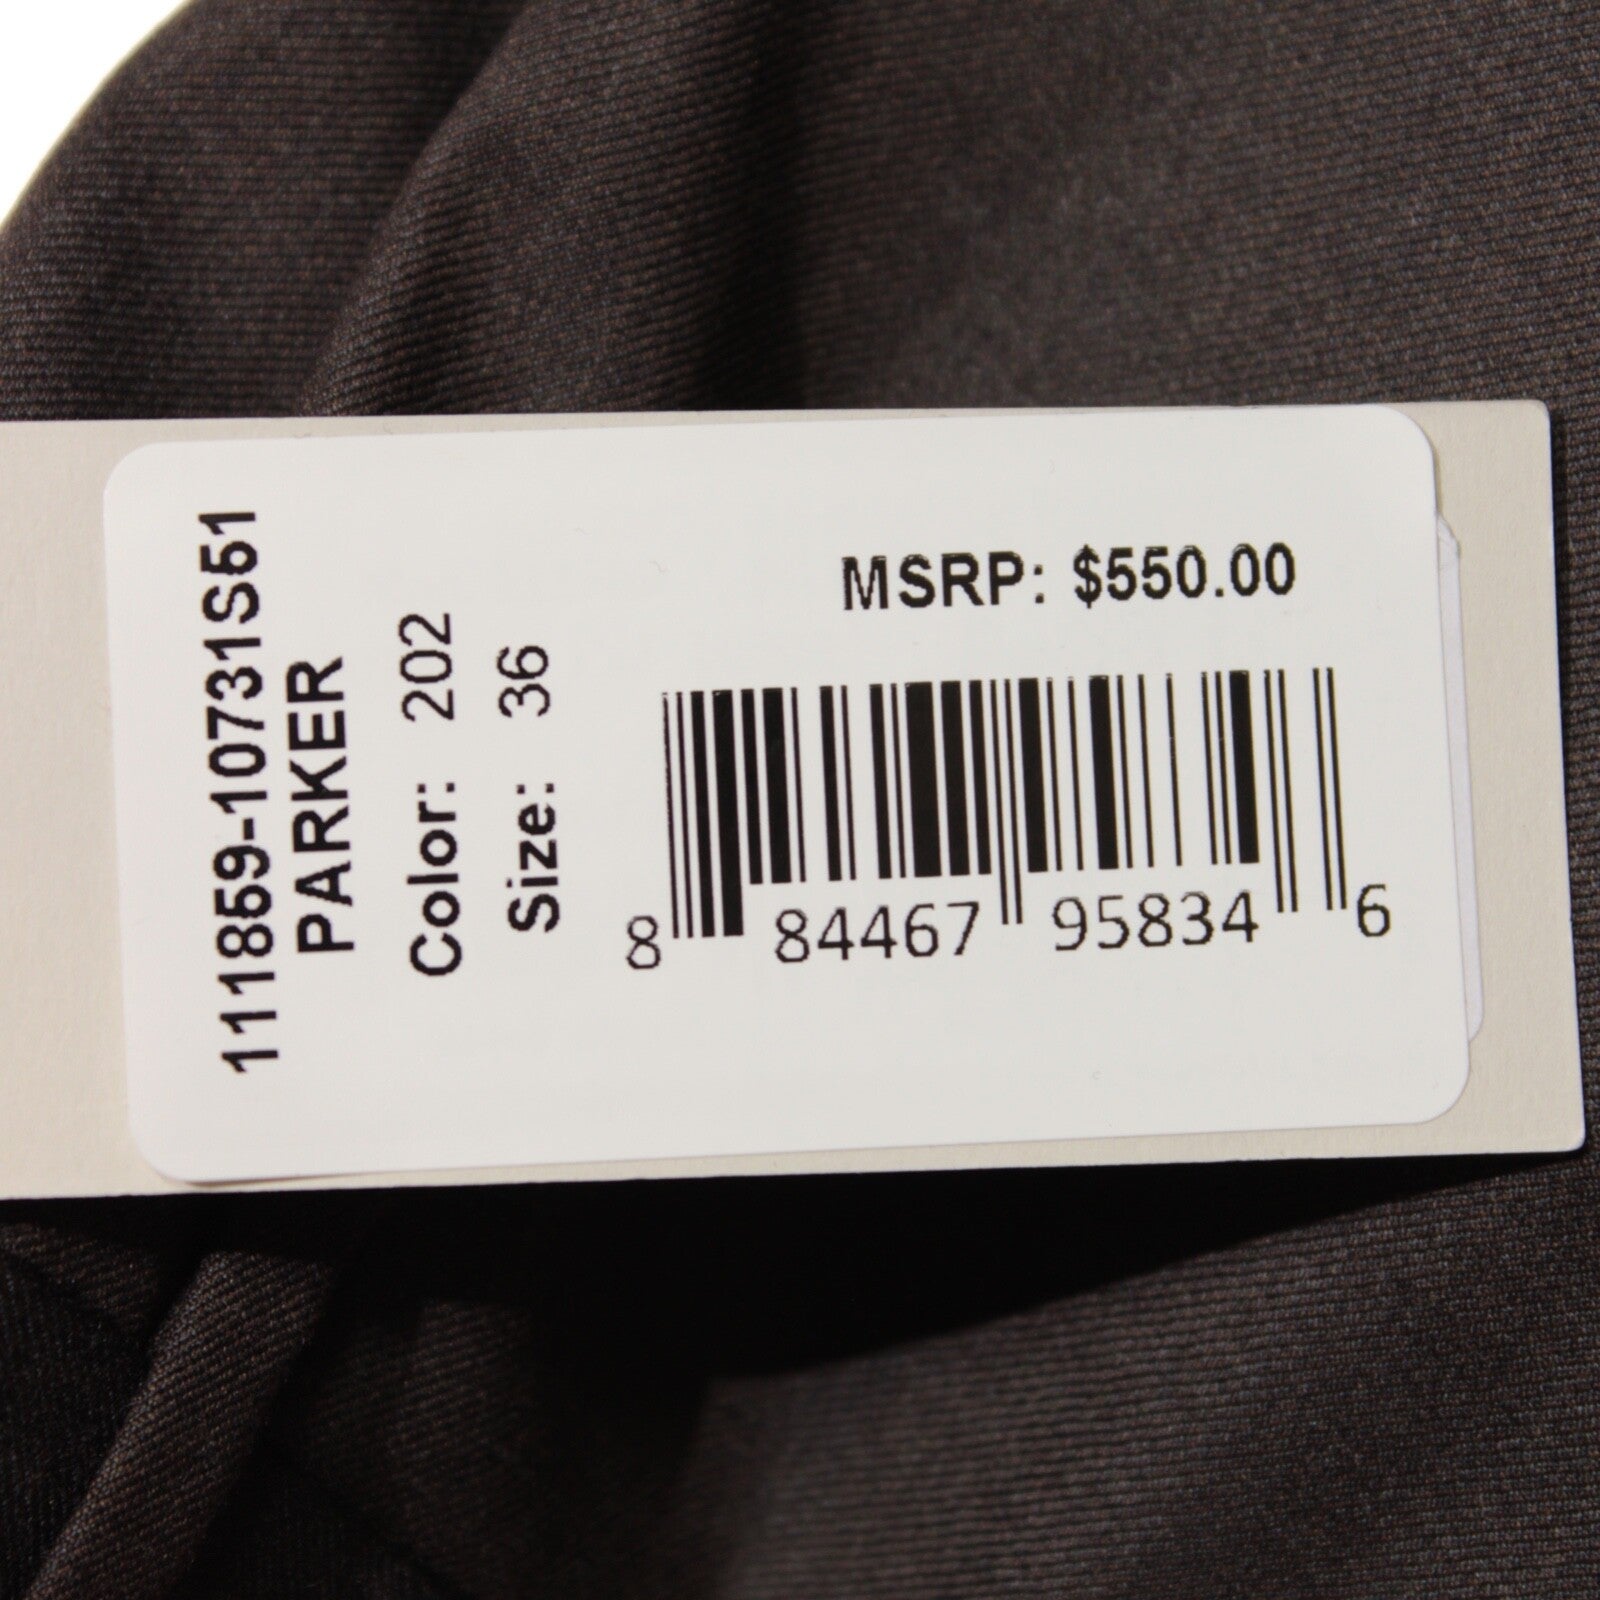 111859-10731S51
PARKER
Color: 202
Size: 36
MSRP: $550.00
8 84467 95834 6